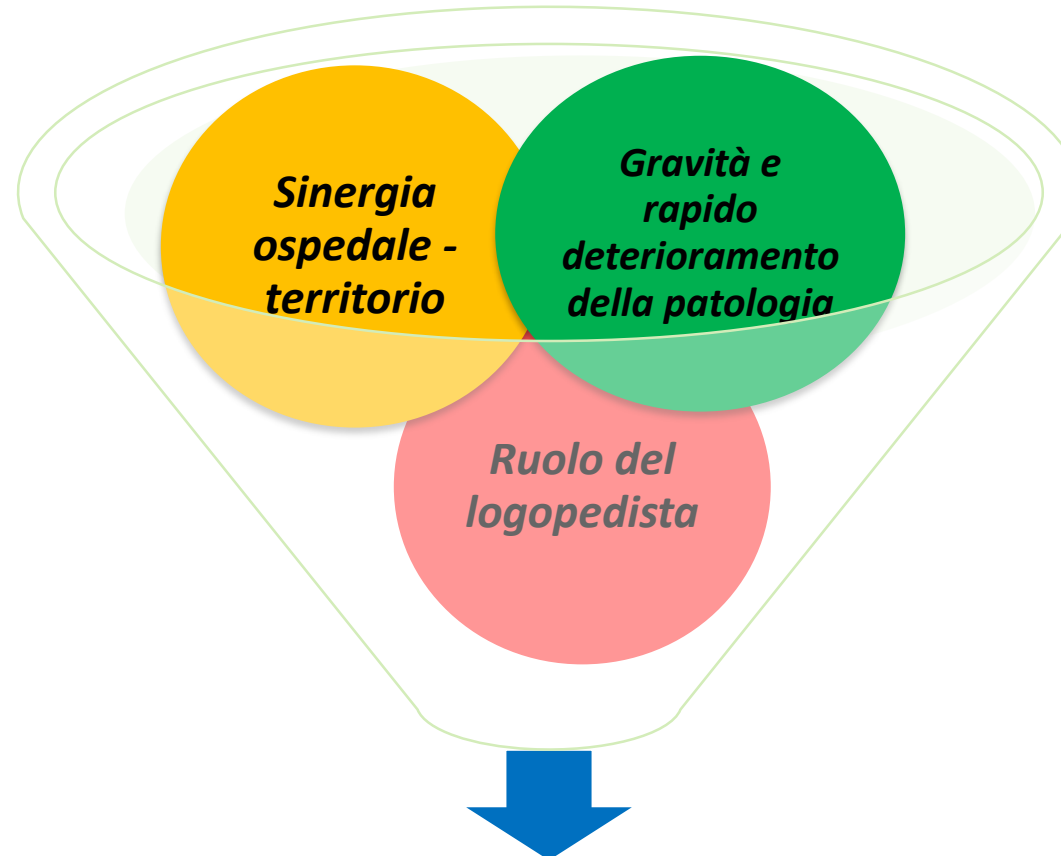 Sinergia
ospedale -
territorio
Gravità e
rapido
deterioramento
della patologia
Ruolo del
logopedista